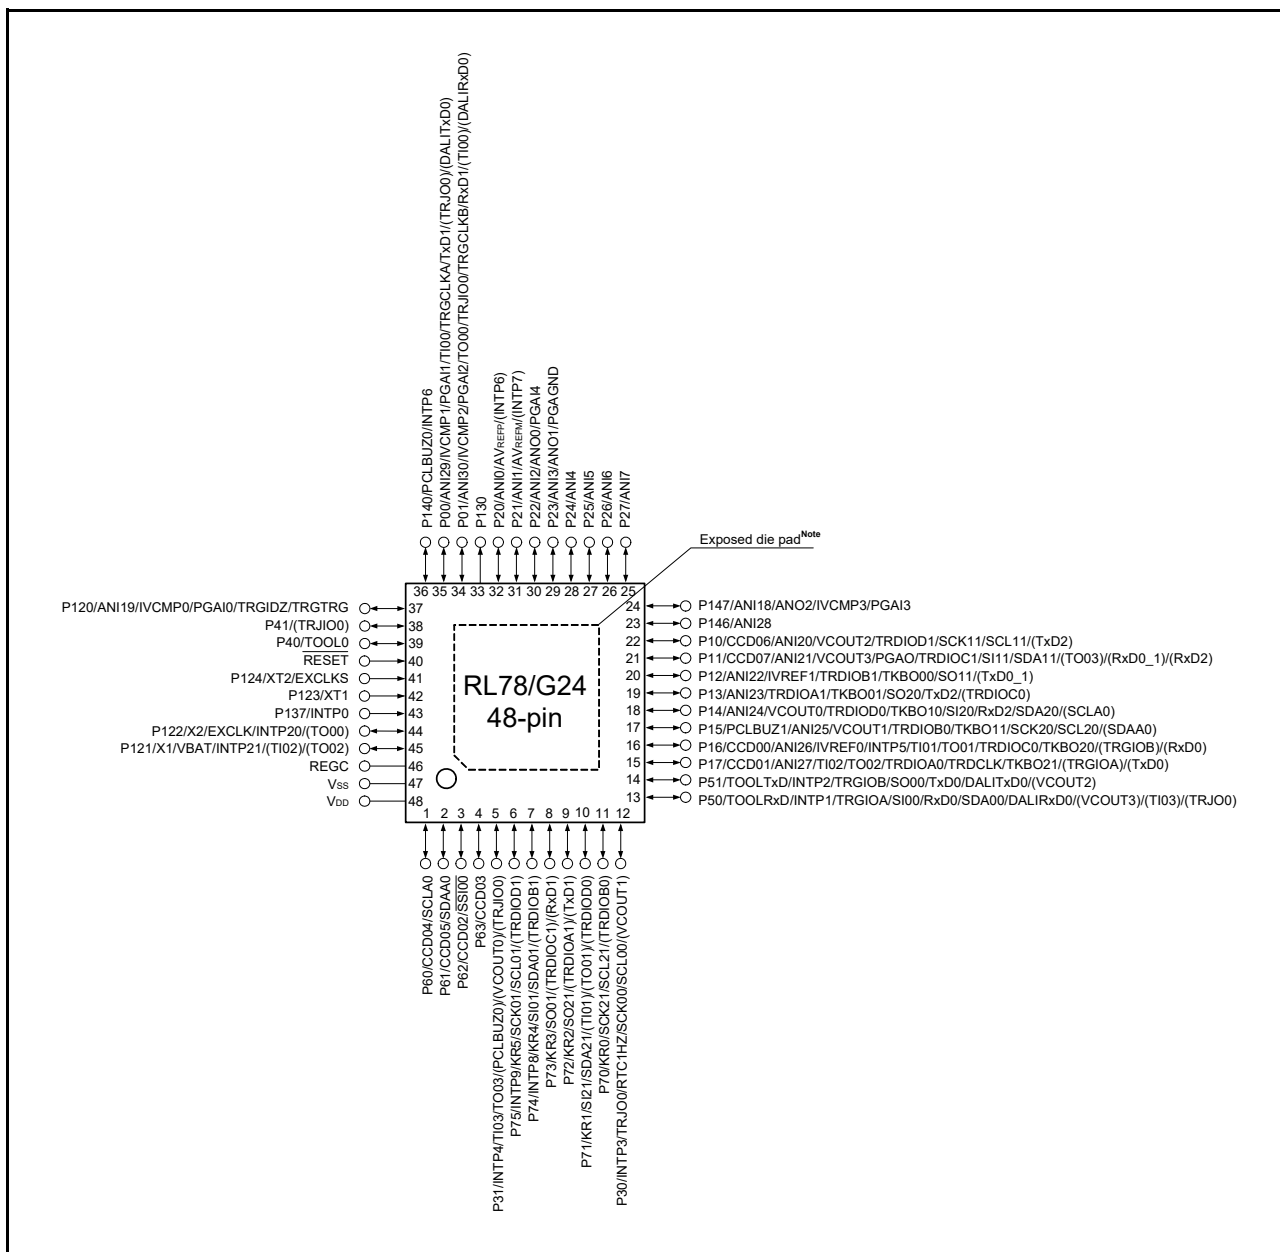 P140/PCLBUZ0/INTP6
P00/ANI29/IVCMP1/PGAI1/TI00/TRGCLKA/TxD1/(TRJO0)/(DALITxD0)
P01/ANI30/IVCMP2/PGAI2/TO00/TRJIO0/TRGCLKB/RxD1/(TI00)/(DALIRxD0)
P130
P20/ANI0/AVREFP/(INTP6)
P21/ANI1/AVREFM/(INTP7)
P22/ANI2/ANO0/PGAI4
P23/ANI3/ANO1/PGAGND
P24/ANI4
P25/ANI5
P26/ANI6
P27/ANI7
Exposed die pad Note
36 35 34 33 32 31 30 29 28 27 26 25
P120/ANI19/IVCMP0/PGAI0/TRGIDZ/TRGTRG 37
P41/(TRJIO0) 38
P40/TOOL0 39
RESET 40
P124/XT2/EXCLKS 41
P123/XT1 42
P137/INTP0 43
P122/X2/EXCLK/INTP20/(TO00) 44
P121/X1/VBAT/INTP21/(TI02)/(TO02) 45
REGC 46
VSS 47
VDD 48
RL78/G24
48-pin
24 P147/ANI18/ANO2/IVCMP3/PGAI3
23 P146/ANI28
22 P10/CCD06/ANI20/VCOUT2/TRDIOD1/SCK11/SCL11/(TxD2)
21 P11/CCD07/ANI21/VCOUT3/PGAO/TRDIOC1/SI11/SDA11/(TO03)/(RxD0_1)/(RxD2)
20 P12/ANI22/IVREF1/TRDIOB1/TKBO00/SO11/(TxD0_1)
19 P13/ANI23/TRDIOA1/TKBO01/SO20/TxD2/(TRDIOC0)
18 P14/ANI24/VCOUT0/TRDIOD0/TKBO10/SI20/RxD2/SDA20/(SCLA0)
17 P15/PCLBUZ1/ANI25/VCOUT1/TRDIOB0/TKBO11/SCK20/SCL20/(SDAA0)
16 P16/CCD00/ANI26/IVREF0/INTP5/TI01/TO01/TRDIOC0/TKBO20/(TRGIOB)/(RxD0)
15 P17/CCD01/ANI27/TI02/TO02/TRDIOA0/TRDCLK/TKBO21/(TRGIOA)/(TxD0)
14 P51/TOOLTxD/INTP2/TRGIOB/SO00/TxD0/DALITxD0/(VCOUT2)
13 P50/TOOLRxD/INTP1/TRGIOA/SI00/RxD0/SDA00/DALIRxD0/(VCOUT3)/(TI03)/(TRJO0)
1 2 3 4 5 6 7 8 9 10 11 12
P60/CCD04/SCLA0
P61/CCD05/SDAA0
P62/CCD02/SSI00
P63/CCD03
P31/INTP4/TI03/TO03/(PCLBUZ0)/(VCOUT0)/(TRJIO0)
P75/INTP9/KR5/SCK01/SCL01/(TRDIOD1)
P74/INTP8/KR4/SI01/SDA01/(TRDIOB1)
P73/KR3/SO01/(TRDIOC1)/(RxD1)
P72/KR2/SO21/(TRDIOA1)/(TxD1)
P71/KR1/SI21/SDA21/(TI01)/(TO01)/(TRDIOD0)
P70/KR0/SCK21/SCL21/(TRDIOB0)
P30/INTP3/TRJO0/RTC1HZ/SCK00/SCL00/(VCOUT1)